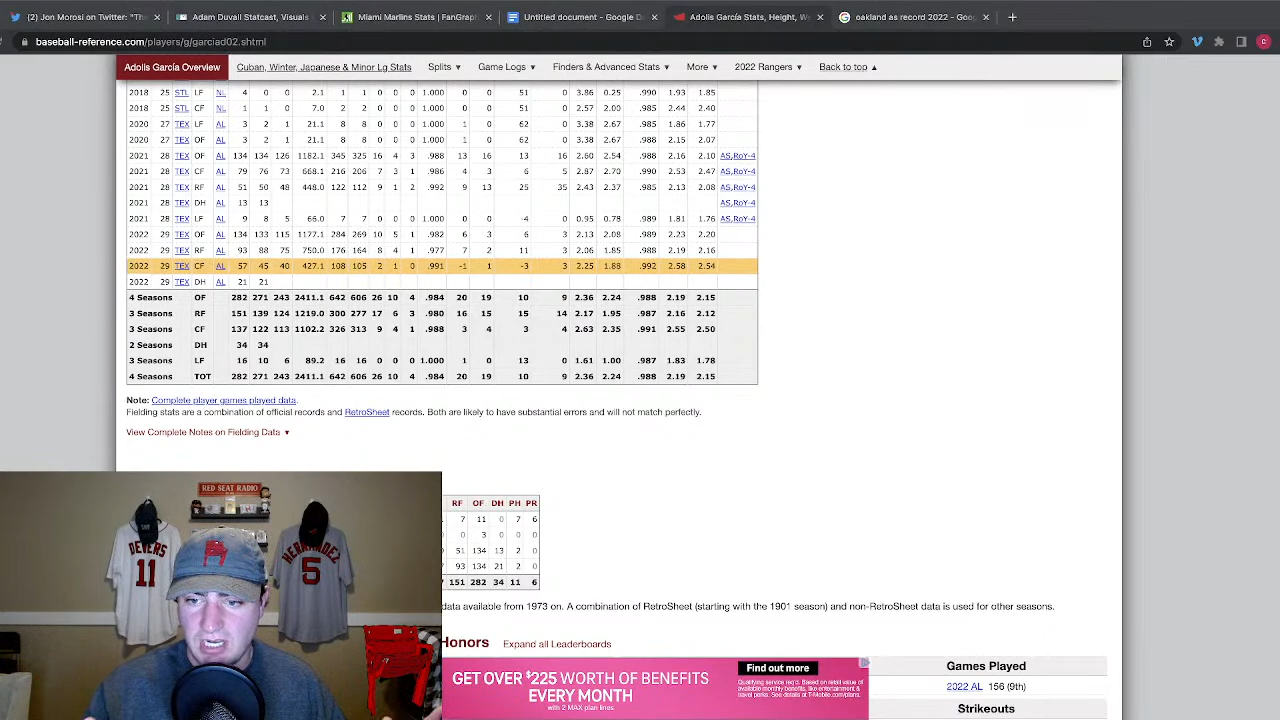 (1) Jon Morosi on Twitter: "The
Adam Duvall Statcast, Visuals
Miami Marlins Stats | FanGraph
Untitled document - Google D
Adolis García Stats, Height, W
oakland as record 2022 - Goo
baseball-reference.com/players/g/garciad02.shtml
Adolis García Overview Cuban, Winter, Japanese & Minor Lg Stats Splits ▼ Game Logs ▼ Finders & Advanced Stats ▼ More ▼ 2022 Rangers ▼ Back to top ▲
2018 25 STL LF NL 4 0 0 2.1 1 1 0 0 0 1.000 0 0 51 0 3.86 0.25 .990 1.93 1.85
2018 25 STL CF NL 1 1 0 7.0 2 2 0 0 0 1.000 0 0 51 0 2.57 2.00 .985 2.44 2.40
2020 27 TEX LF AL 3 2 1 21.1 8 8 0 0 0 1.000 1 0 62 0 3.38 2.67 .985 1.86 1.77
2020 27 TEX OF AL 3 2 1 21.1 8 8 0 0 0 1.000 1 0 62 0 3.38 2.67 .988 2.15 2.07
2021 28 TEX OF AL 134 134 126 1182.1 345 325 16 4 3 .988 13 16 13 16 2.60 2.54 .988 2.16 2.10 AS,RoY-4
2021 28 TEX CF AL 79 76 73 668.1 216 206 7 3 1 .986 4 3 6 5 2.87 2.70 .990 2.53 2.47 AS,RoY-4
2021 28 TEX RF AL 51 50 48 448.0 122 112 9 1 2 .992 9 13 25 35 2.43 2.37 .985 2.13 2.08 AS,RoY-4
2021 28 TEX DH AL 13 13 AS,RoY-4
2021 28 TEX LF AL 9 8 5 66.0 7 7 0 0 0 1.000 0 0 -4 0 0.95 0.78 .989 1.81 1.76 AS,RoY-4
2022 29 TEX OF AL 134 133 115 1177.1 284 269 10 5 1 .982 6 3 6 3 2.13 2.08 .989 2.23 2.20
2022 29 TEX RF AL 93 88 75 750.0 176 164 8 4 1 .977 7 2 11 3 2.06 1.85 .988 2.19 2.16
2022 29 TEX CF AL 57 45 40 427.1 108 105 2 1 0 .991 -1 1 -3 3 2.25 1.88 .992 2.58 2.54
2022 29 TEX DH AL 21 21
4 Seasons OF 282 271 243 2411.1 642 606 26 10 4 .984 20 19 10 9 2.36 2.24 .988 2.19 2.15
3 Seasons RF 151 139 124 1219.0 300 277 17 6 3 .980 16 15 15 14 2.17 1.95 .987 2.16 2.12
3 Seasons CF 137 122 113 1102.2 326 313 9 4 1 .988 3 4 3 4 2.63 2.35 .991 2.55 2.50
2 Seasons DH 34 34
3 Seasons LF 16 10 6 89.2 16 16 0 0 0 1.000 1 0 13 0 1.61 1.00 .987 1.83 1.78
4 Seasons TOT 282 271 243 2411.1 642 606 26 10 4 .984 20 19 10 9 2.36 2.24 .988 2.19 2.15
Note: Complete player games played data.
Fielding stats are a combination of official records and RetroSheet records. Both are likely to have substantial errors and will not match perfectly.
View Complete Notes on Fielding Data ▼
RF OF DH PH PR
7 11 0 7 6
0 3 0 0 0
51 134 13 2 0
93 134 21 2 0
151 282 34 11 6
data available from 1973 on. A combination of RetroSheet (starting with the 1901 season) and non-RetroSheet data is used for other seasons.
Honors Expand all Leaderboards
Games Played
2022 AL 156 (9th)
Strikeouts
GET OVER $225 WORTH OF BENEFITS
EVERY MONTH
with 2 MAX plan lines
Find out more
RED SEAT RADIO
DEVERS
11
HERNÁNDEZ
5